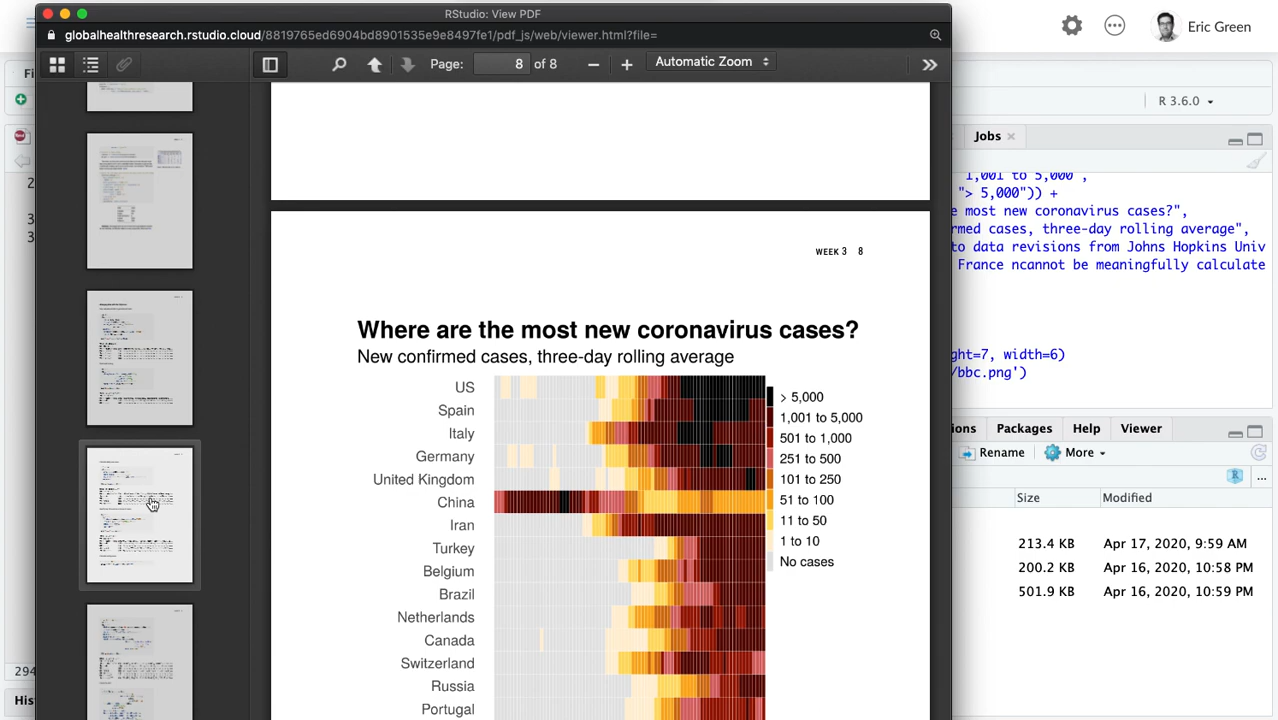 RStudio: View PDF
globalhealthresearch.rstudio.cloud/8819765ed6904bd8901535e9e8497fe1/pdf_js/web/viewer.html?file=
Eric Green
Page: 8 of 8
Automatic Zoom
Fi
R 3.6.0
Jobs
1,001 to 5,000",
"> 5,000")) +
e most new coronavirus cases?",
rmed cases, three-day rolling average",
to data revisions from Johns Hopkins Univ
France ncannot be meaningfully calculate
ght=7, width=6)
/bbc.png')
2
3
3
294
His
ions Packages Help Viewer
Rename More
...
Size Modified
213.4 KB Apr 17, 2020, 9:59 AM
200.2 KB Apr 16, 2020, 10:58 PM
501.9 KB Apr 16, 2020, 10:59 PM
WEEK 3 8
Where are the most new coronavirus cases?
New confirmed cases, three-day rolling average
US
Spain
Italy
Germany
United Kingdom
China
Iran
Turkey
Belgium
Brazil
Netherlands
Canada
Switzerland
Russia
Portugal
> 5,000
1,001 to 5,000
501 to 1,000
251 to 500
101 to 250
51 to 100
11 to 50
1 to 10
No cases